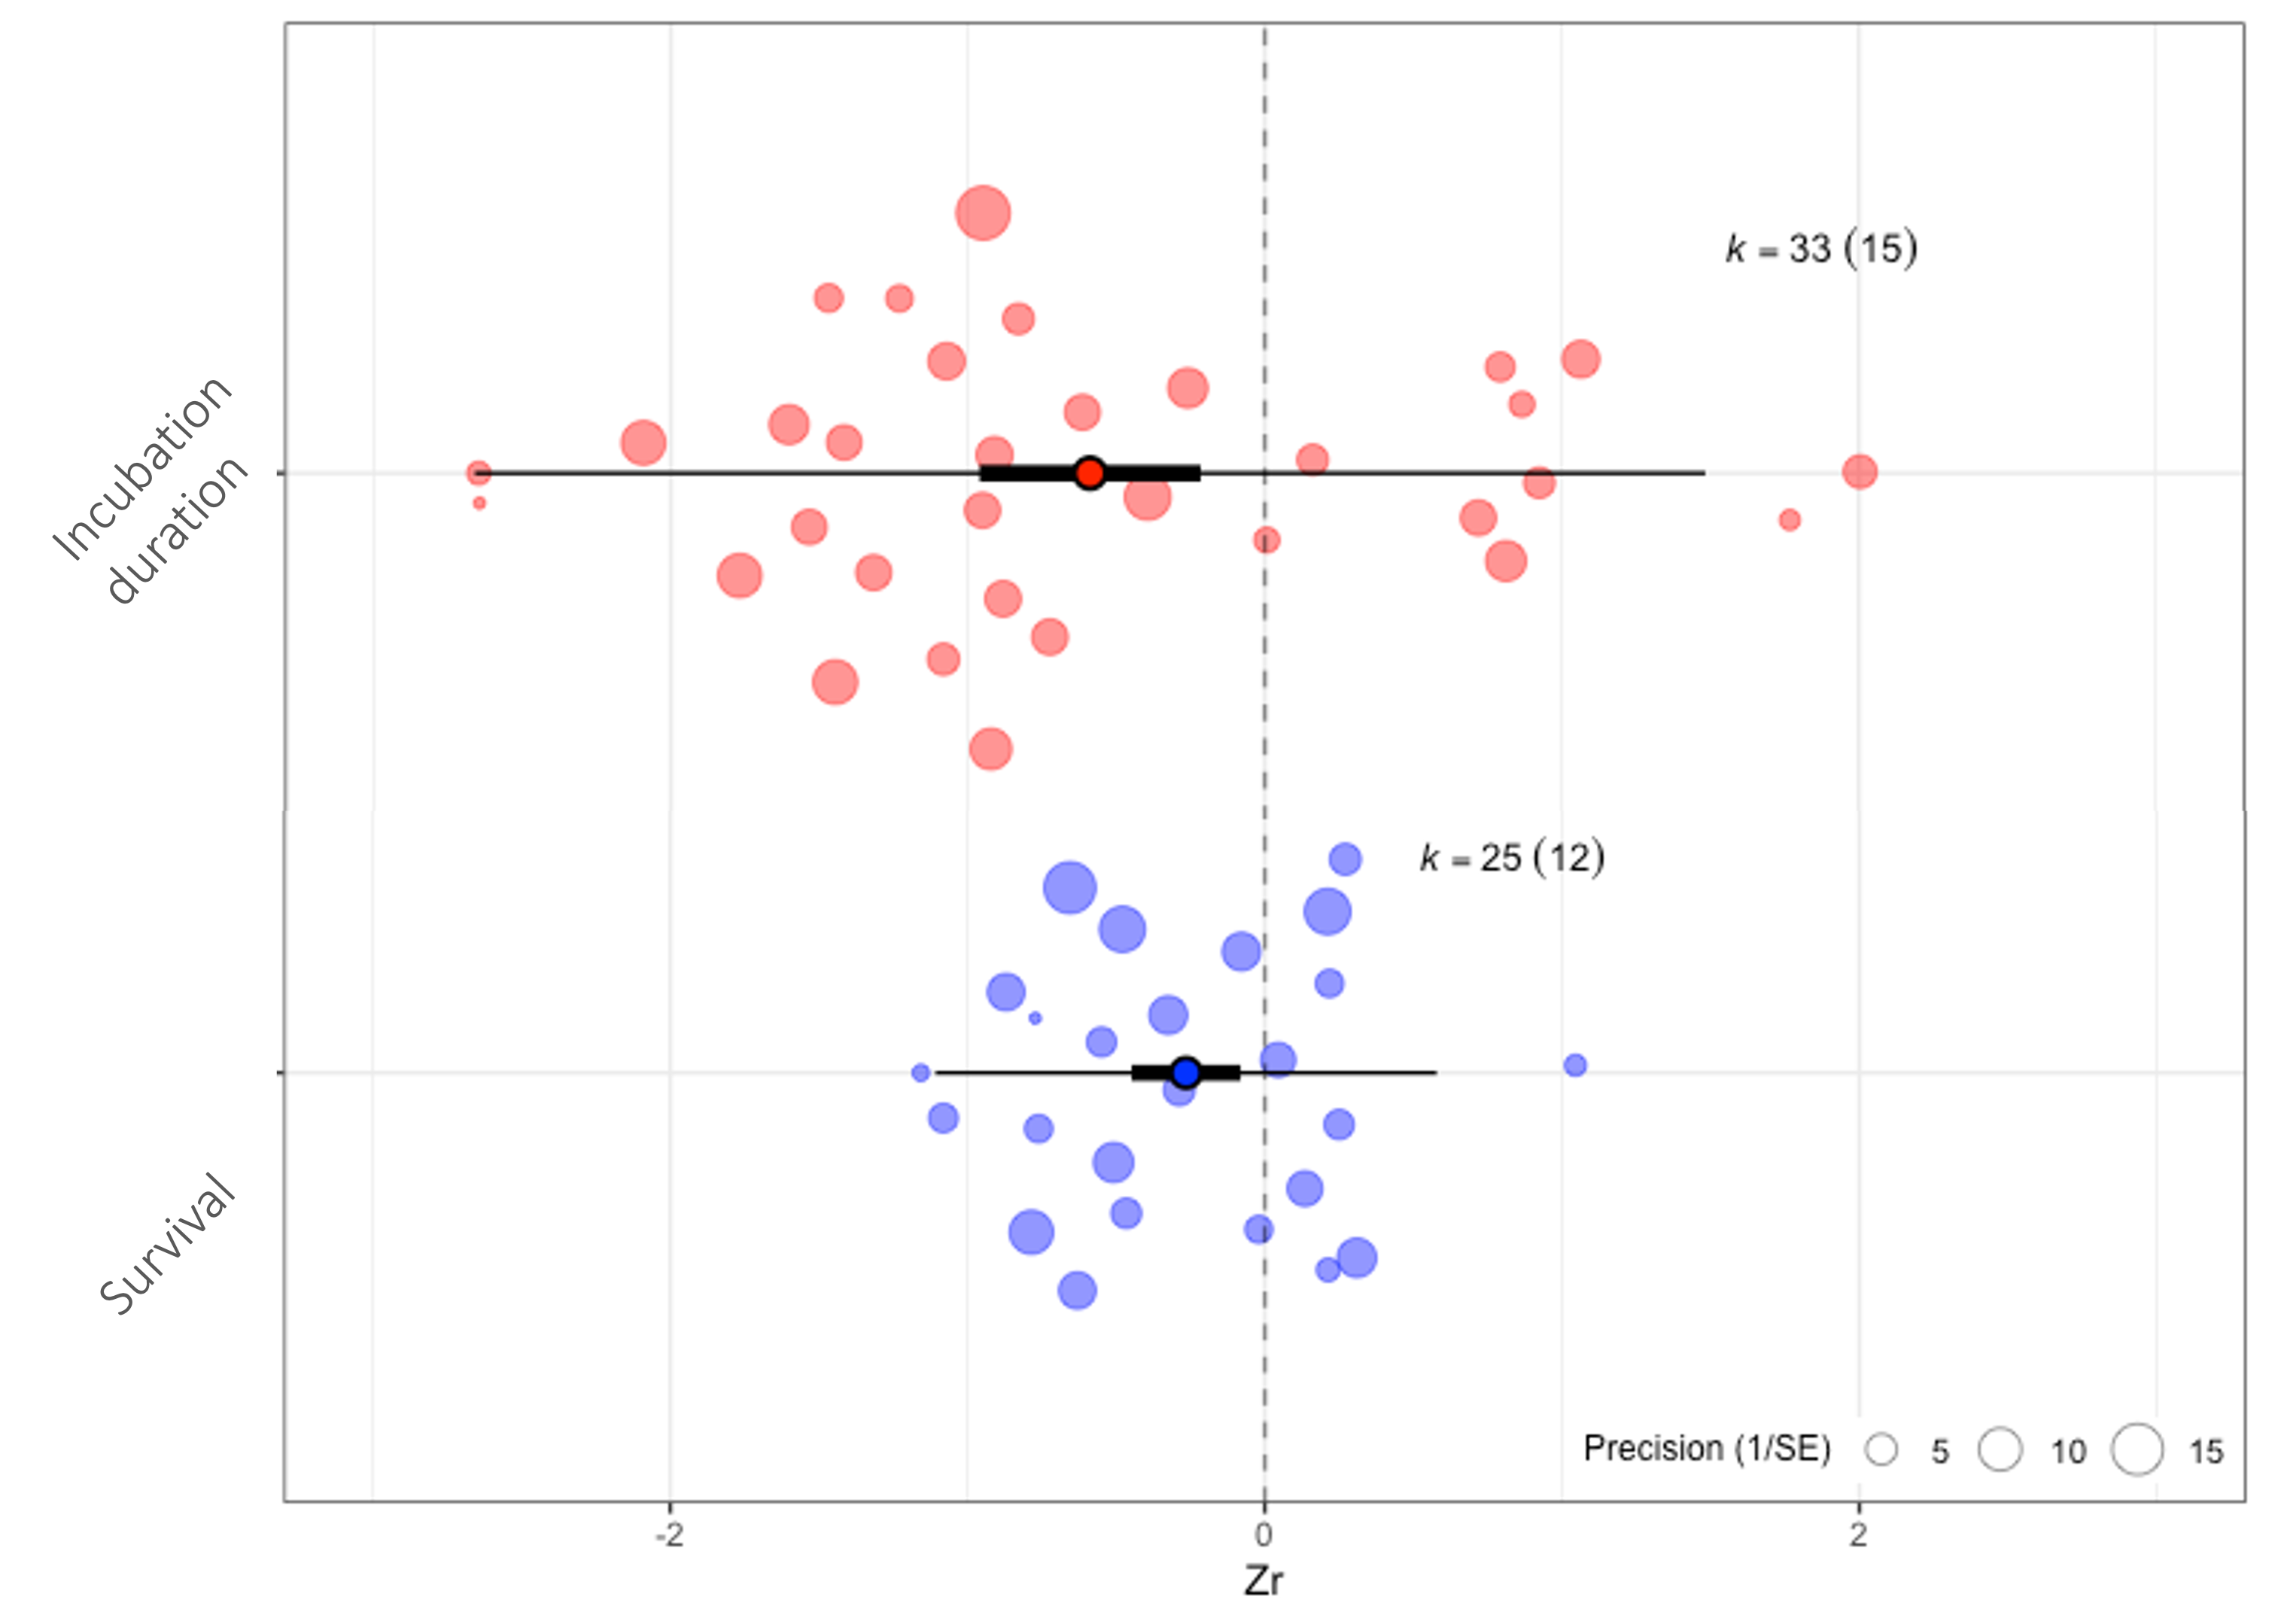 k = 33 (15)
Incubation
duration
k = 25 (12)
Survival
Precision (1/SE) 5 10 15
-2 0 2
Zr